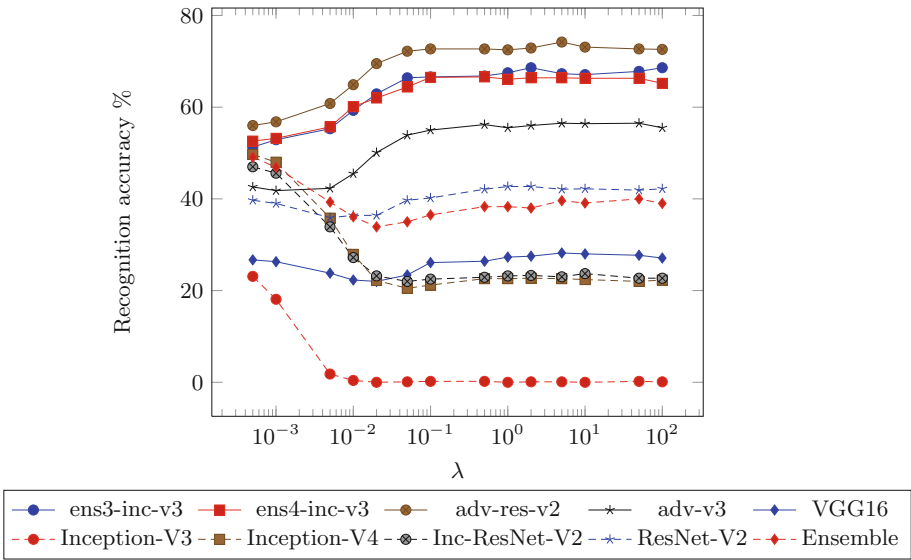 80
60
40
20
0
Recognition accuracy %
10^-3 10^-2 10^-1 10^0 10^1 10^2
λ
ens3-inc-v3 ens4-inc-v3 adv-res-v2 adv-v3 VGG16
Inception-V3 Inception-V4 Inc-ResNet-V2 ResNet-V2 Ensemble